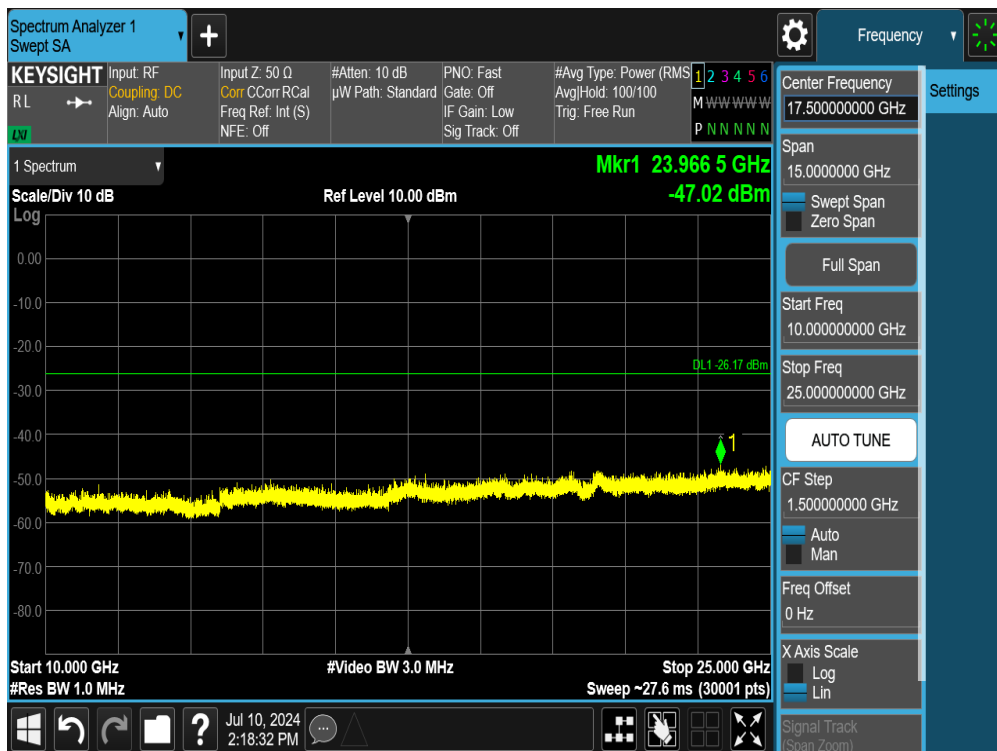 Spectrum Analyzer 1
Swept SA
Frequency
KEYSIGHT
R L
LXI
Input: RF
Coupling: DC
Align: Auto
Input Z: 50 Ω
Corr CCorr RCal
Freq Ref: Int (S)
NFE: Off
#Atten: 10 dB
µW Path: Standard
PNO: Fast
Gate: Off
IF Gain: Low
Sig Track: Off
#Avg Type: Power (RMS
Avg|Hold: 100/100
Trig: Free Run
1 2 3 4 5 6
M W W W W W
P N N N N N
Settings
1 Spectrum
Mkr1 23.966 5 GHz
Scale/Div 10 dB
Ref Level 10.00 dBm
-47.02 dBm
Log
0.00
-10.0
-20.0
DL1 -26.17 dBm
-30.0
-40.0
1
-50.0
-60.0
-70.0
-80.0
Start 10.000 GHz
#Video BW 3.0 MHz
Stop 25.000 GHz
#Res BW 1.0 MHz
Sweep ~27.6 ms (30001 pts)
Center Frequency
17.500000000 GHz
Span
15.0000000 GHz
Swept Span
Zero Span
Full Span
Start Freq
10.000000000 GHz
Stop Freq
25.000000000 GHz
AUTO TUNE
CF Step
1.500000000 GHz
Auto
Man
Freq Offset
0 Hz
X Axis Scale
Log
Lin
Signal Track
(Span Zoom)
Jul 10, 2024
2:18:32 PM